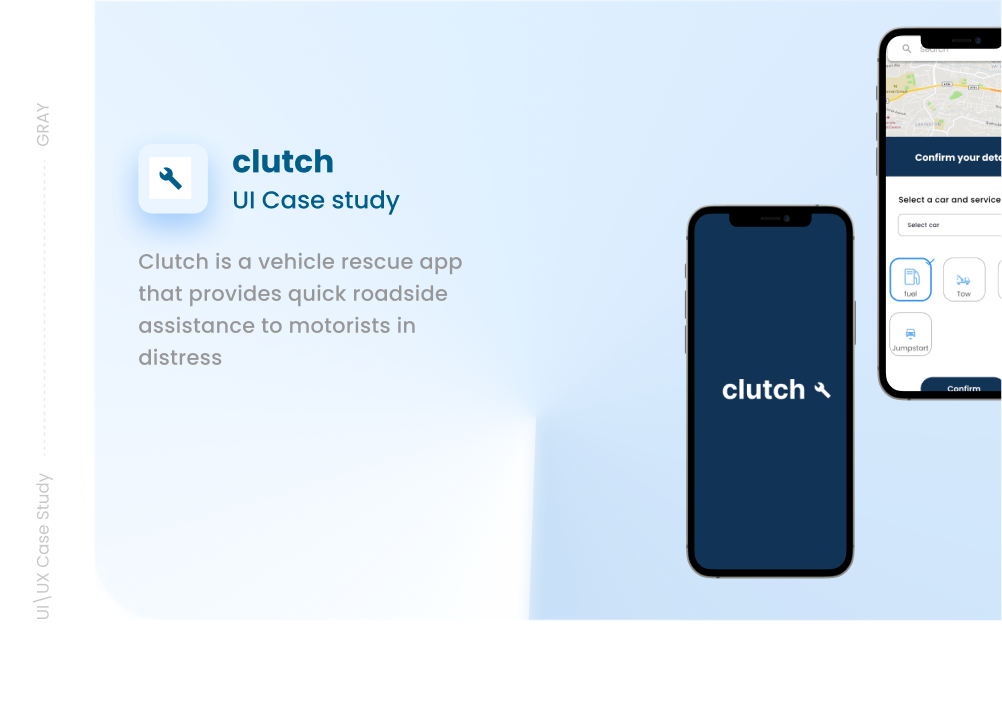 GRAY
UI\UX Case Study
clutch
UI Case study
Clutch is a vehicle rescue app
that provides quick roadside
assistance to motorists in
distress
clutch
Search
Confirm your deta
Select a car and service
Select car
fuel
Tow
Jumpstart
Confirm